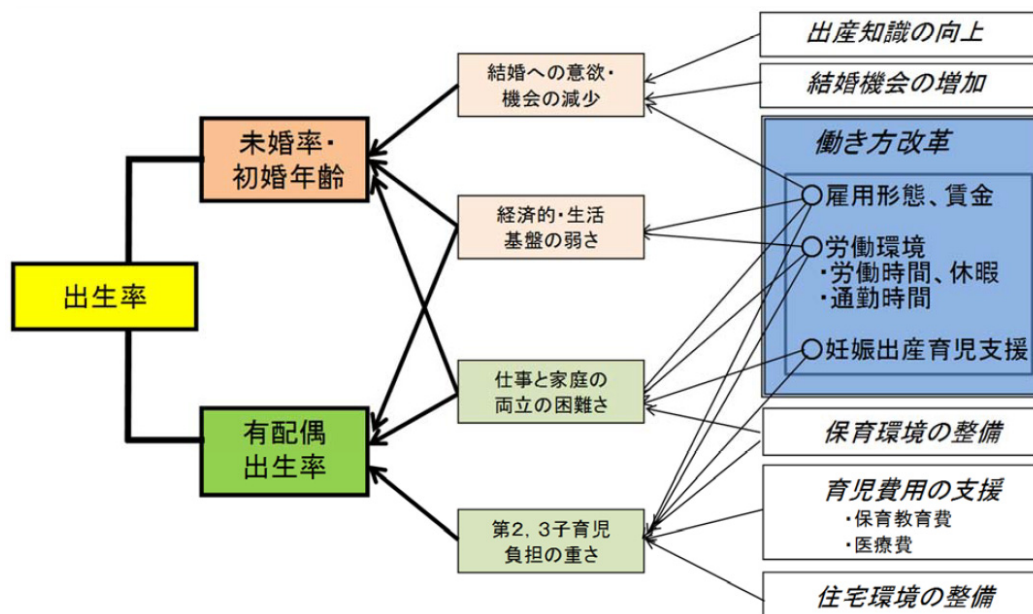 出生率
未婚率・
初婚年齢
有配偶
出生率
結婚への意欲・
機会の減少
経済的・生活
基盤の弱さ
仕事と家庭の
両立の困難さ
第2，3子育児
負担の重さ
出産知識の向上
結婚機会の増加
働き方改革
○雇用形態、賃金
○労働環境
・労働時間、休暇
・通勤時間
○妊娠出産育児支援
保育環境の整備
育児費用の支援
・保育教育費
・医療費
住宅環境の整備